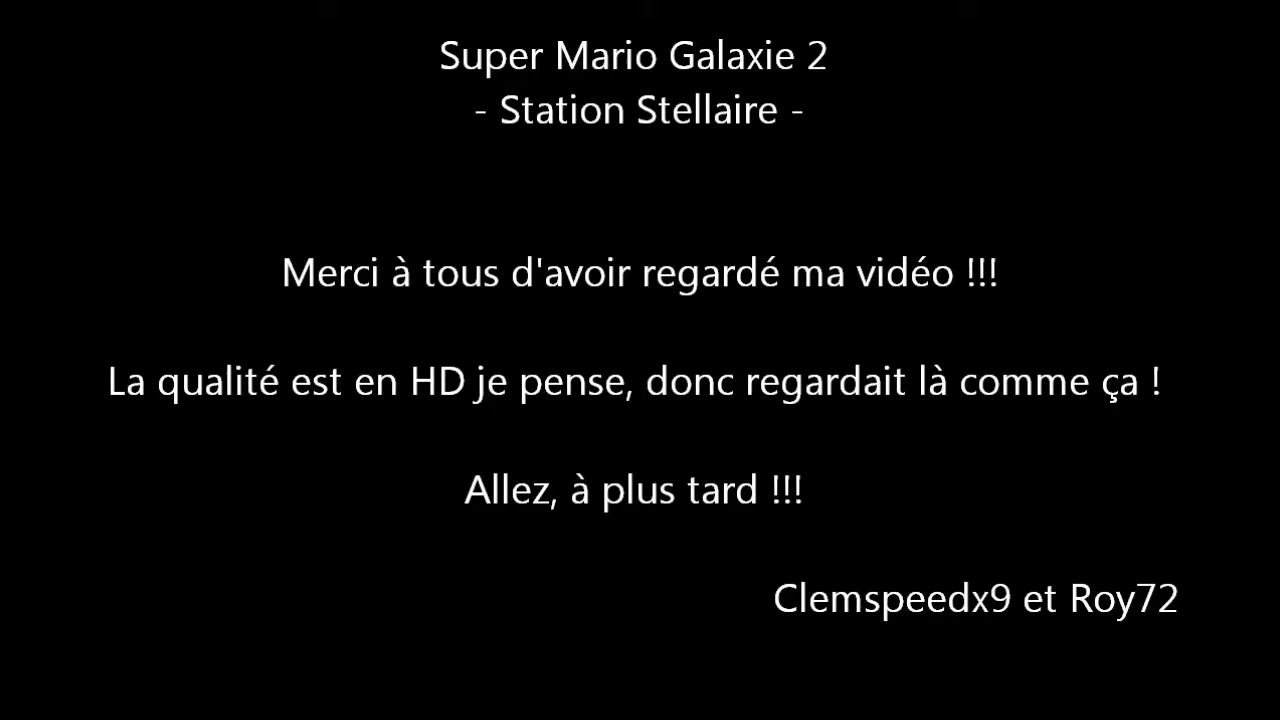 Super Mario Galaxie 2
- Station Stellaire -
Merci à tous d'avoir regardé ma vidéo !!!
La qualité est en HD je pense, donc regardait là comme ça !
Allez, à plus tard !!!
Clemspeedx9 et Roy72